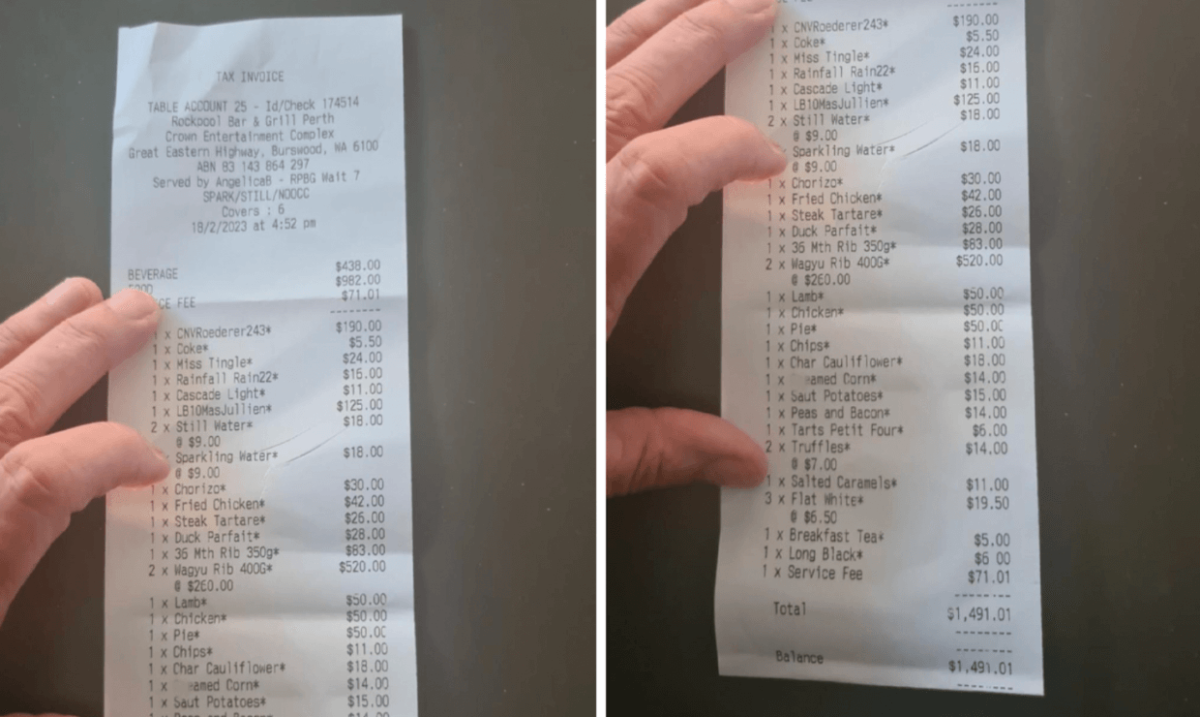 TAX INVOICE
TABLE ACCOUNT 25 - Id/Check 174514
Rockpool Bar & Grill Perth
Crown Entertainment Complex
Great Eastern Highway, Burswood, WA 6100
ABN 83 143 864 297
Served by AngelicaB - RPBG Wait 7
SPARK/STILL/NOOCC
Covers : 6
18/2/2023 at 4:52 pm
BEVERAGE $438.00
$982.00
CE FEE $71.01
1 x CNVRoederer243* $190.00
1 x Coke* $5.50
1 x Miss Tingle* $24.00
1 x Rainfall Rain22*
1 x Cascade Light* $11.00
1 x LB10MasJullien* $125.00
2 x Still Water* $18.00
@ $9.00
Sparkling Water* $18.00
@ $9.00
1 x Chorizo* $30.00
1 x Fried Chicken* $42.00
1 x Steak Tartare* $26.00
1 x Duck Parfait* $28.00
1 x 36 Mth Rib 350g* $83.00
2 x Wagyu Rib 400G* $520.00
@ $260.00
1 x Lamb* $50.00
1 x Chicken* $50.00
1 x Pie* $50.00
1 x Chips* $11.00
1 x Char Cauliflower* $18.00
1 x amed Corn* $14.00
1 x Saut Potatoes* $15.00
1 x CNVRoederer243* $190.00
1 x Coke* $5.50
1 x Miss Tingle* $24.00
1 x Rainfall Rain22*
1 x Cascade Light* $11.00
1 x LB10MasJullien* $125.00
2 x Still Water* $18.00
@ $9.00
Sparkling Water* $18.00
@ $9.00
1 x Chorizo* $30.00
1 x Fried Chicken* $42.00
1 x Steak Tartare* $26.00
1 x Duck Parfait* $28.00
1 x 36 Mth Rib 350g* $83.00
2 x Wagyu Rib 400G* $520.00
@ $260.00
1 x Lamb* $50.00
1 x Chicken* $50.00
1 x Pie* $50.00
1 x Chips* $11.00
1 x Char Cauliflower* $18.00
1 x amed Corn* $14.00
1 x Saut Potatoes* $15.00
1 x Peas and Bacon* $14.00
1 x Tarts Petit Four* $6.00
2 x Truffles* $14.00
@ $7.00
1 x Salted Caramels* $11.00
3 x Flat White* $19.50
@ $6.50
1 x Breakfast Tea* $5.00
1 x Long Black* $6 00
1 x Service Fee $71.01
Total $1,491.01
Balance $1,491.01